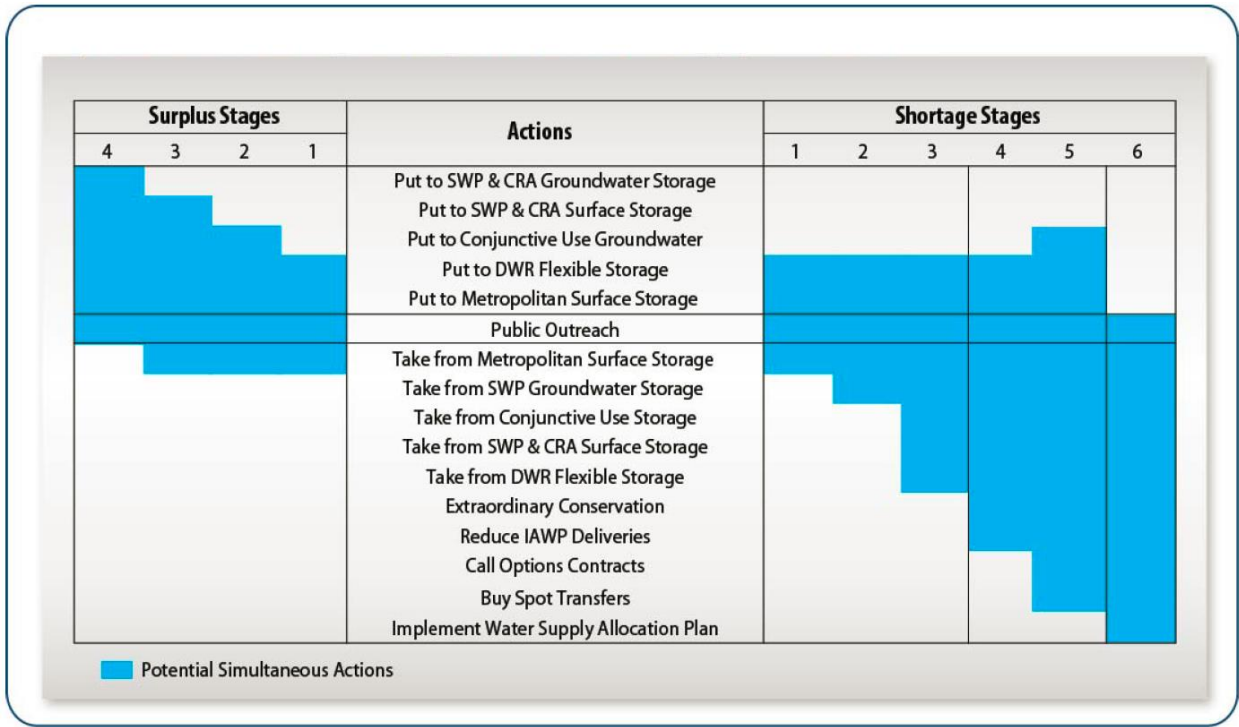 Surplus Stages
Actions
Shortage Stages
4 3 2 1
1 2 3 4 5 6
Put to SWP & CRA Groundwater Storage
Put to SWP & CRA Surface Storage
Put to Conjunctive Use Groundwater
Put to DWR Flexible Storage
Put to Metropolitan Surface Storage
Public Outreach
Take from Metropolitan Surface Storage
Take from SWP Groundwater Storage
Take from Conjunctive Use Storage
Take from SWP & CRA Surface Storage
Take from DWR Flexible Storage
Extraordinary Conservation
Reduce IAWP Deliveries
Call Options Contracts
Buy Spot Transfers
Implement Water Supply Allocation Plan
Potential Simultaneous Actions